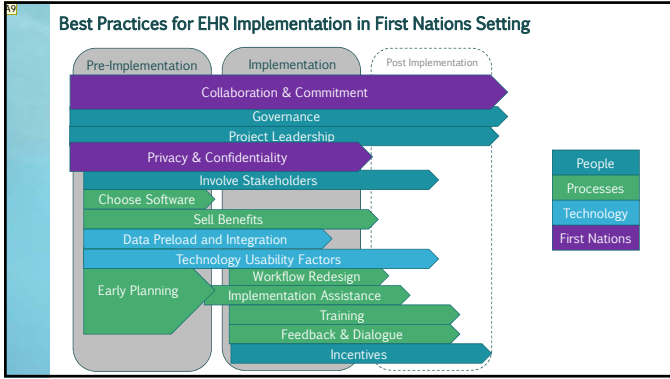 A9
Best Practices for EHR Implementation in First Nations Setting
Pre-Implementation
Implementation
Post Implementation
Collaboration & Commitment
Governance
Project Leadership
Privacy & Confidentiality
Involve Stakeholders
Choose Software
Sell Benefits
Data Preload and Integration
Technology Usability Factors
Workflow Redesign
Early Planning
Implementation Assistance
Training
Feedback & Dialogue
Incentives
People
Processes
Technology
First Nations